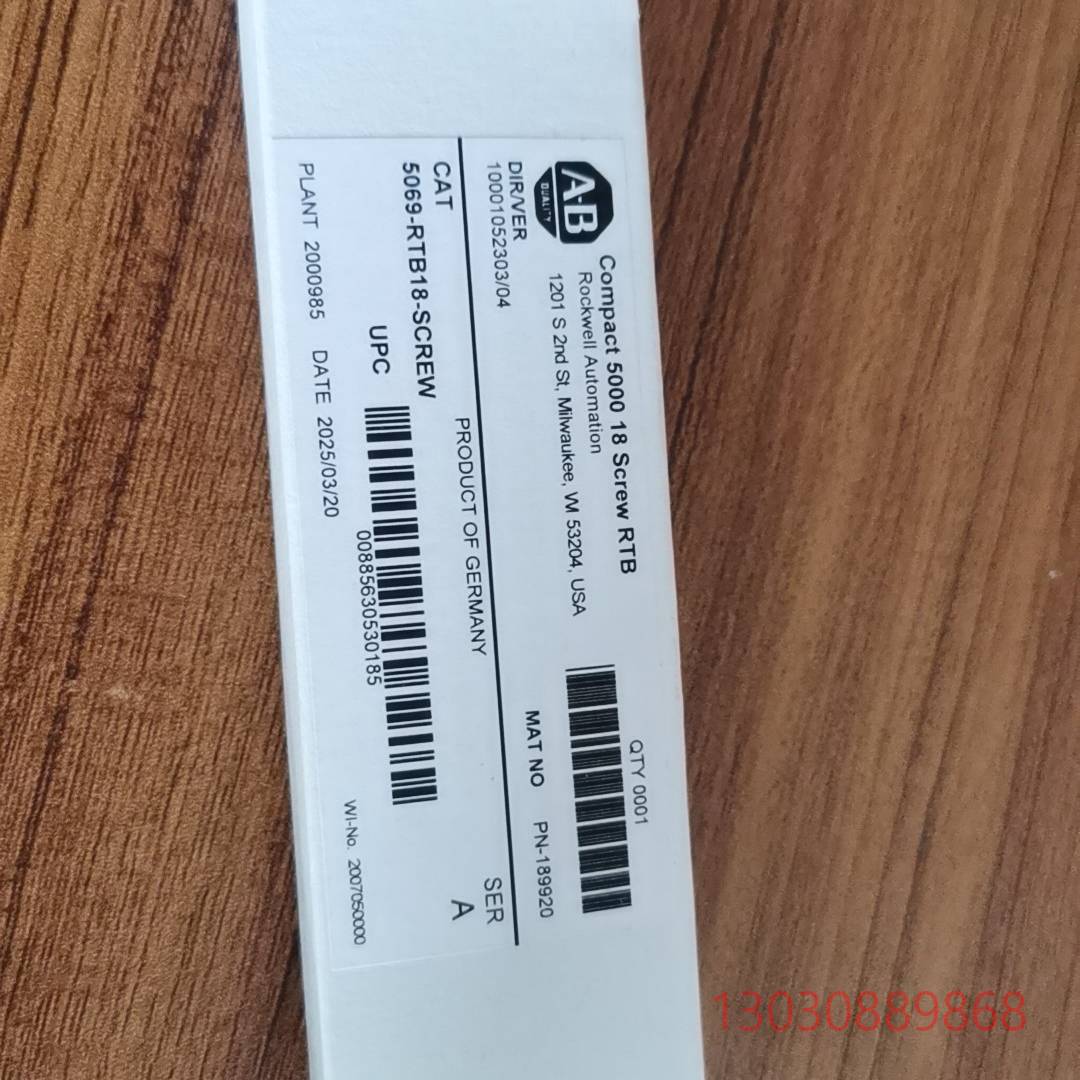 A-B
QUALITY
Compact 5000 18 Screw RTB
Rockwell Automation
1201 S 2nd St, Milwaukee, WI 53204, USA
QTY 0001
DIR/VER
10001052303/04
MAT NO PN-189920
PRODUCT OF GERMANY
CAT
5069-RTB18-SCREW
SER
A
UPC
00885630530185
PLANT 2000985 DATE 2025/03/20
WI-No. 2007050000
13030889868